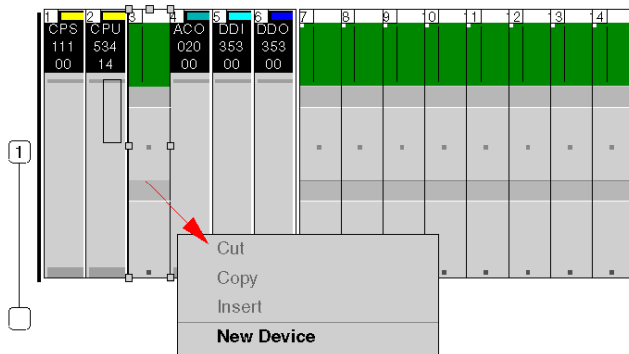 1 2 3 4 5 6 7 8 9 10 11 12 13 14
CPS CPU ACO DDI DDO
111 534 020 353 353
00 14 00 00 00
1
Cut
Copy
Insert
New Device